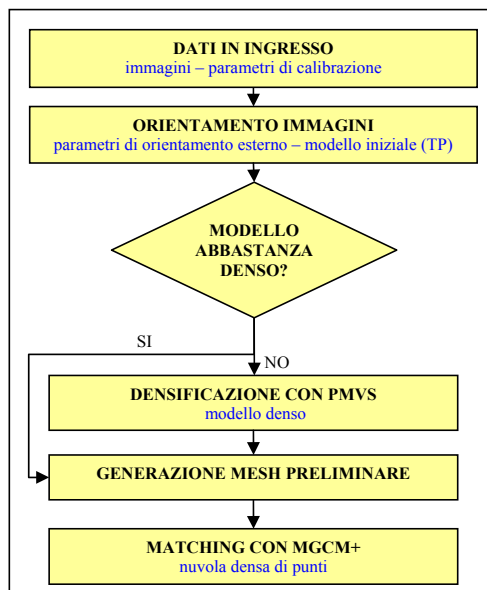 DATI IN INGRESSO
immagini – parametri di calibrazione
ORIENTAMENTO IMMAGINI
parametri di orientamento esterno – modello iniziale (TP)
MODELLO
ABBASTANZA
DENSO?
SI
NO
DENSIFICAZIONE CON PMVS
modello denso
GENERAZIONE MESH PRELIMINARE
MATCHING CON MGCM+
nuvola densa di punti